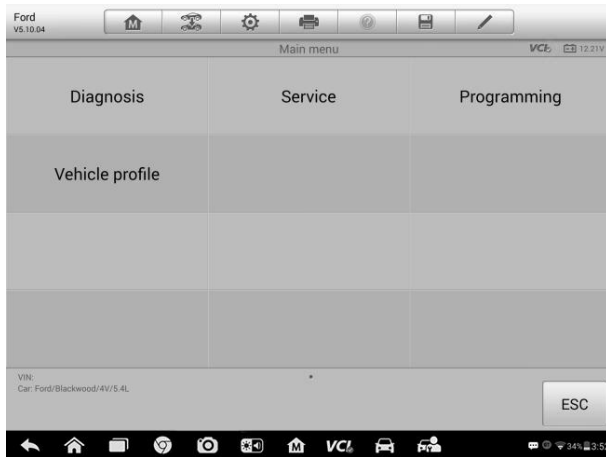 Ford
V5.10.04
M
?
Main menu
VCI
12.21V
Diagnosis
Service
Programming
Vehicle profile
VIN:
Car: Ford/Blackwood/4V/5.4L
ESC
M
VCI
34%